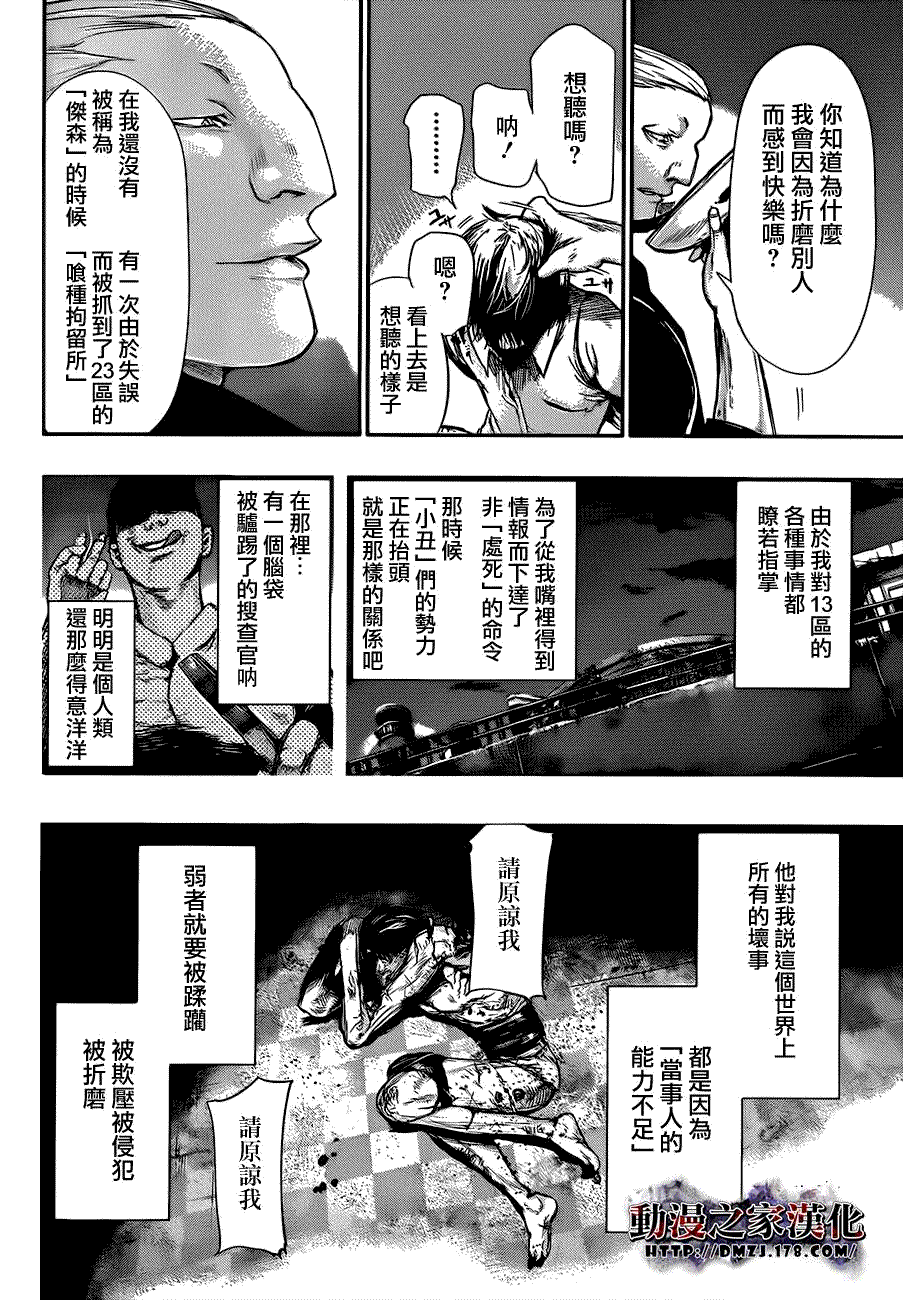 你知道為什麼
我會因為折磨別人
而感到快樂嗎?
想聽嗎?
吶!
………
ユサ
ユサ
嗯?
看上去是
想聽的樣子
在我還沒有
被稱為
「傑森」的時候
有一次由於失誤
而被抓到了23區的
「喰種拘留所」
由於我對13區的
各種事情都
瞭若指掌
為了從我嘴裡得到
情報而下達了
非「處死」的命令
那時候
「小丑」們的勢力
正在抬頭
就是那樣的關係吧
在那裡…
有一個腦袋
被驢踢了的搜查官吶
明明是個人類
還那麼得意洋洋
他對我說這個世界上
所有的壞事
都是因為
「當事人的
能力不足」
請原諒我
弱者就要被蹂躪
被欺壓被侵犯
被折磨
請原諒我
動漫之家漢化
HTTP://DMZJ.178.COM/